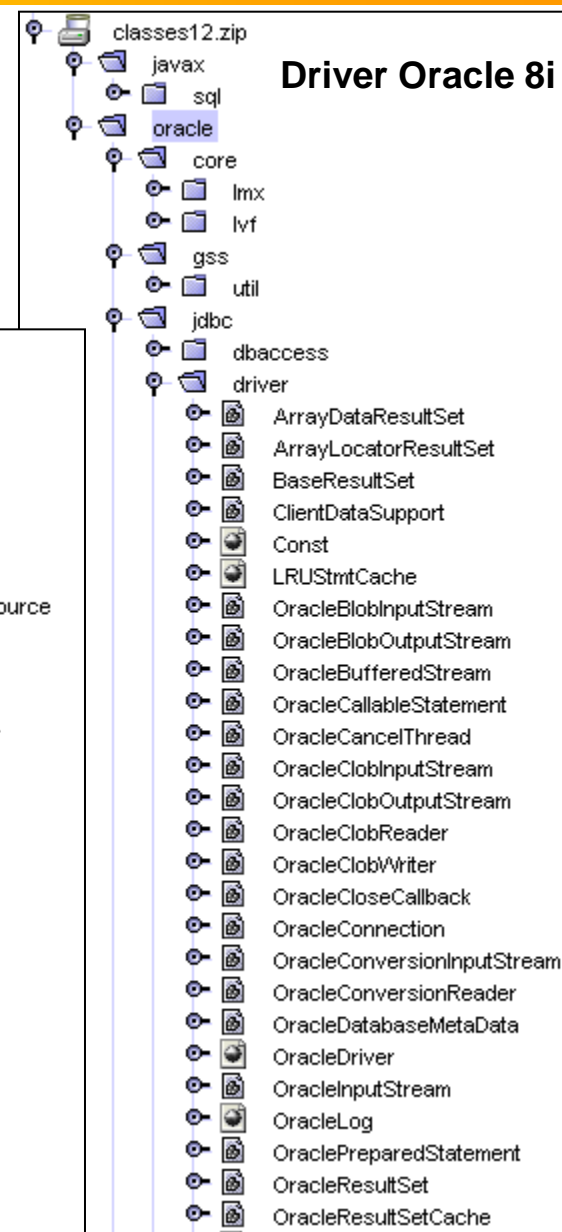 classes12.zip
Driver Oracle 8i
javax
sql
oracle
core
lmx
lvf
gss
util
jdbc
dbaccess
driver
ArrayDataResultSet
ArrayLocatorResultSet
BaseResultSet
ClientDataSupport
Const
LRUStmtCache
OracleBlobInputStream
OracleBlobOutputStream
OracleBufferedStream
OracleCallableStatement
OracleCancelThread
OracleClobInputStream
OracleClobOutputStream
OracleClobReader
OracleClobWriter
OracleCloseCallback
OracleConnection
OracleConversionInputStream
OracleConversionReader
OracleDatabaseMetaData
OracleDriver
OracleInputStream
OracleLog
OraclePreparedStatement
OracleResultSet
OracleResultSetCache